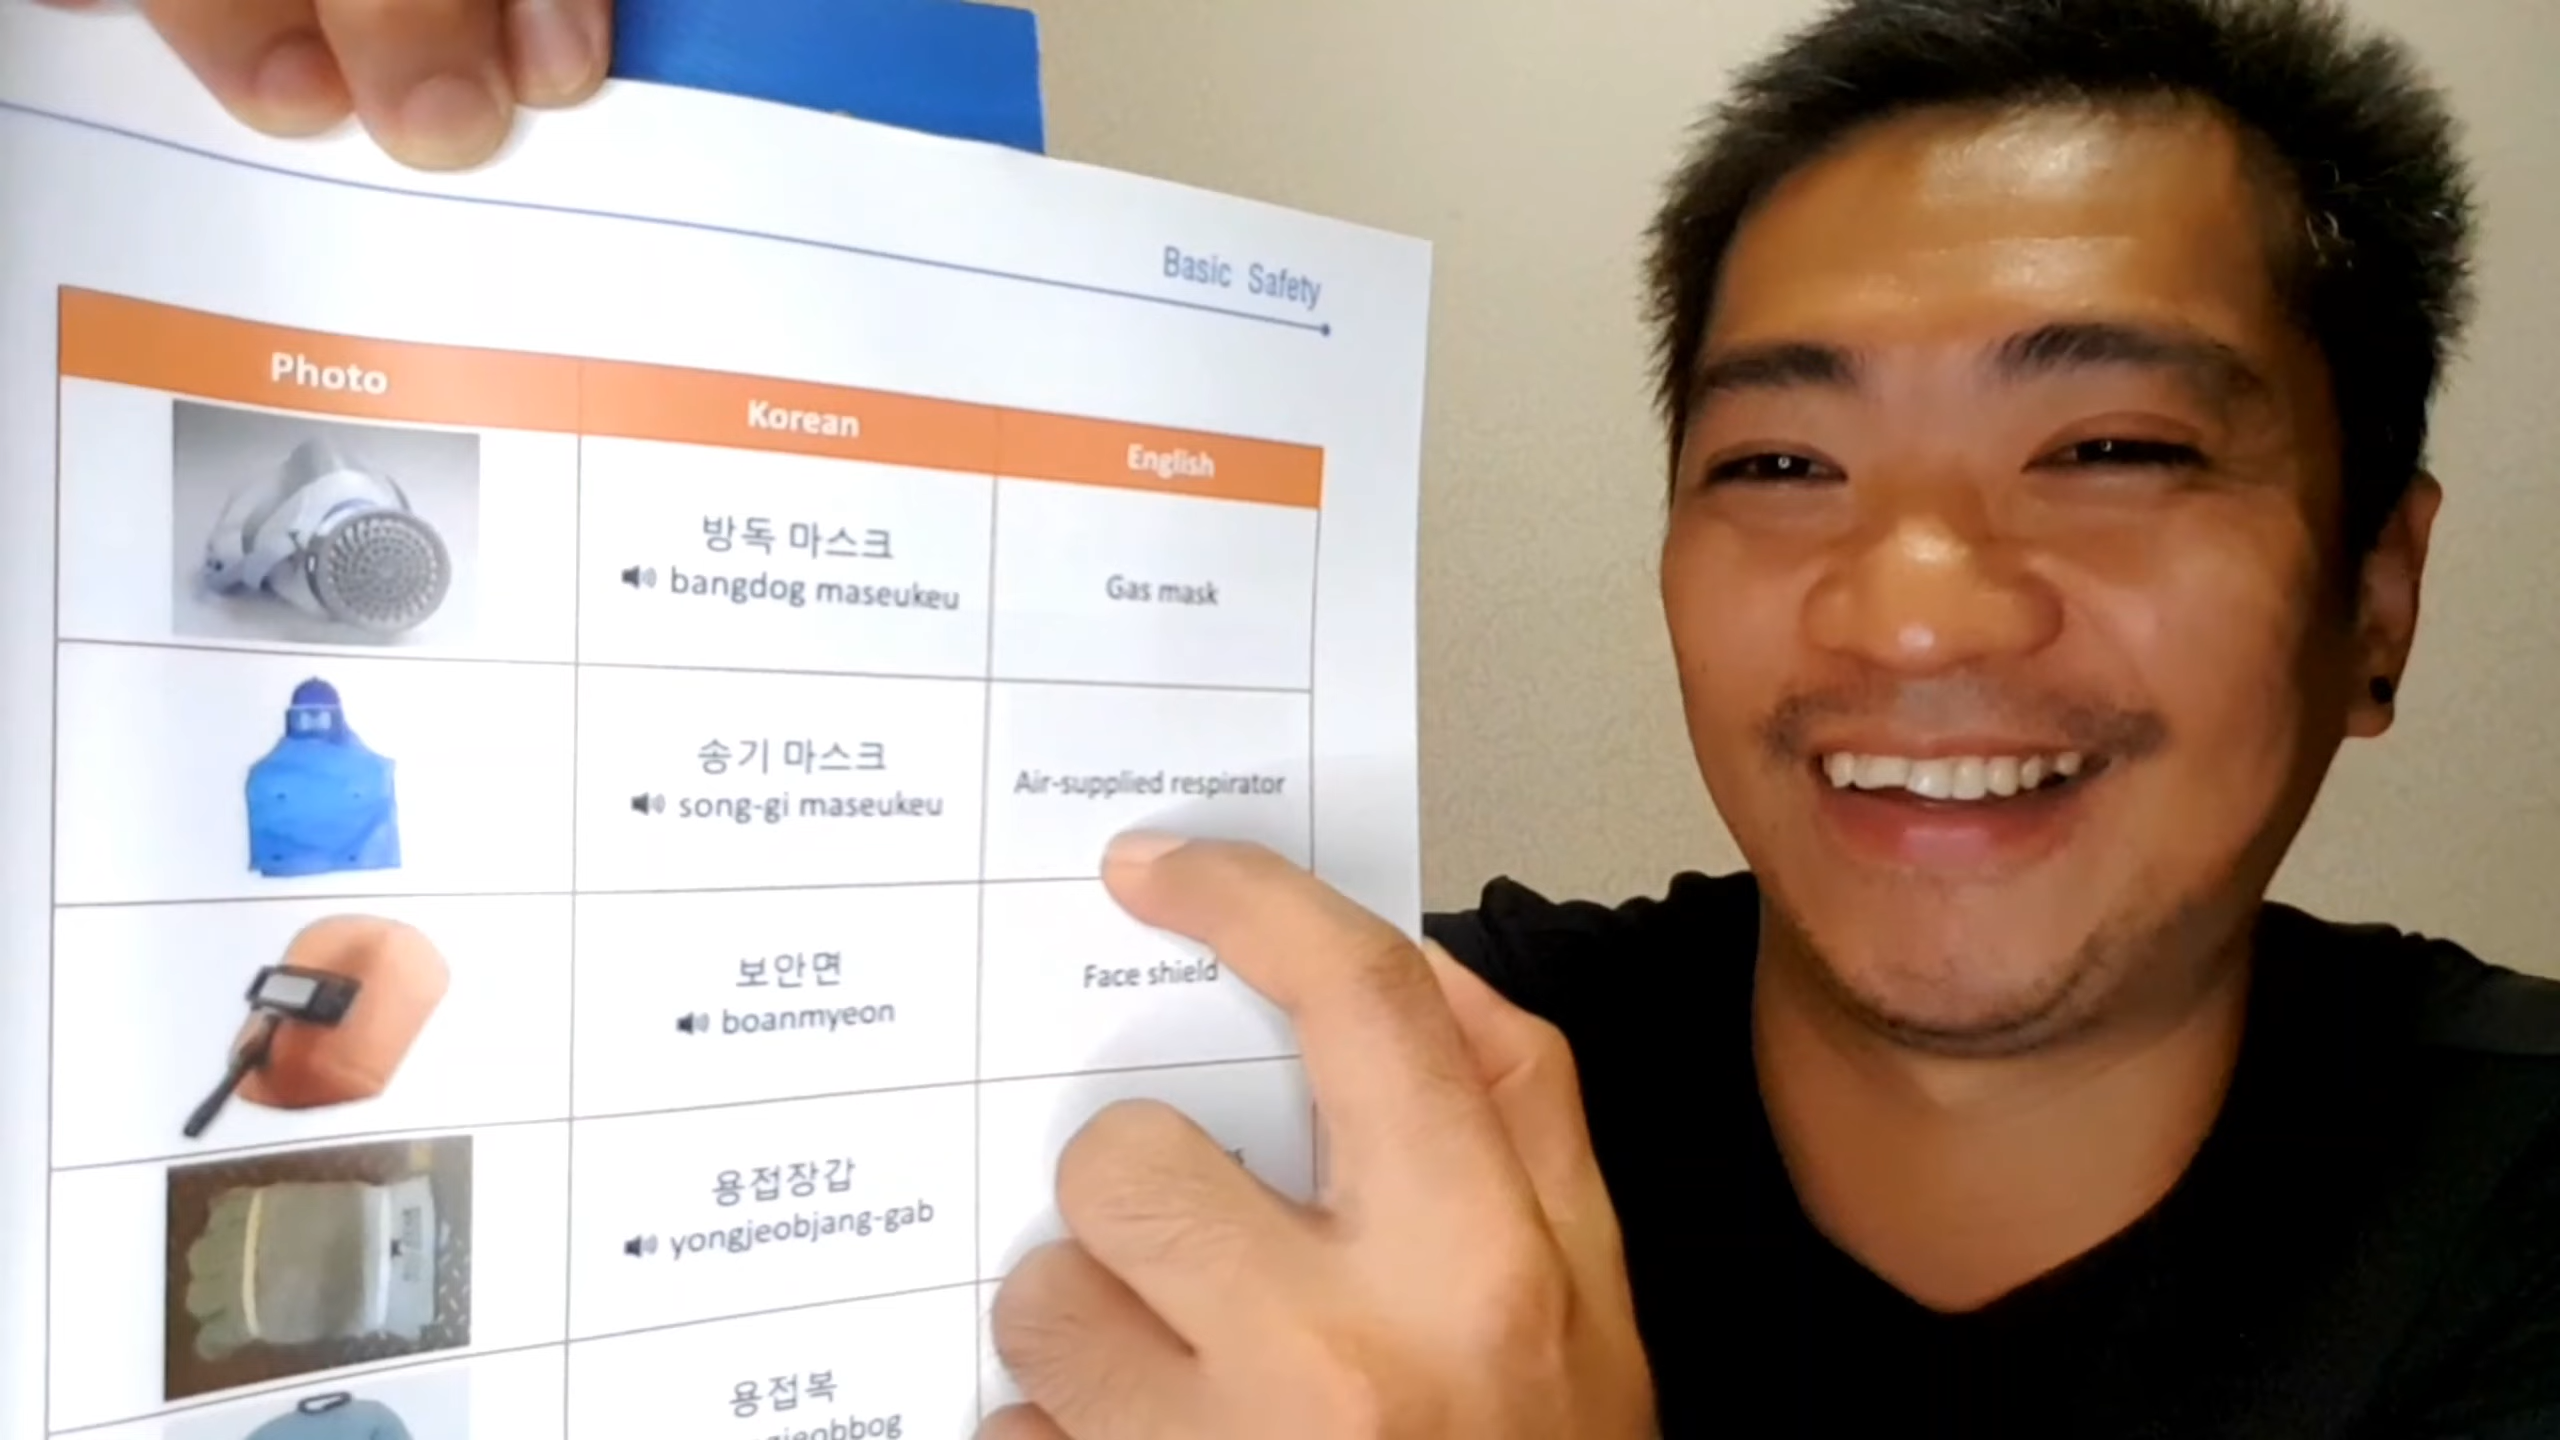 Basic Safety
Photo
Korean
English
방독 마스크
bangdog maseukeu
Gas mask
송기 마스크
song-gi maseukeu
Air-supplied respirator
보안면
boanmyeon
Face shield
용접장갑
yongjeobjang-gab
용접복